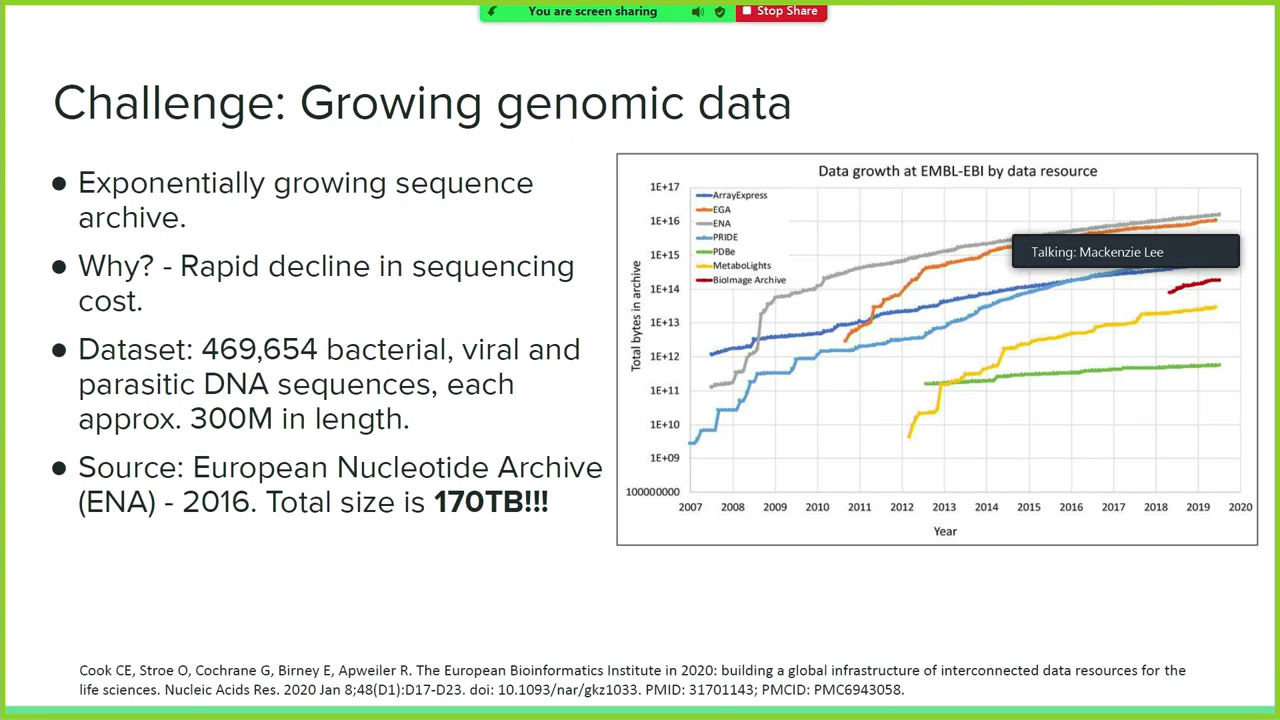 You are screen sharing
Stop Share
Challenge: Growing genomic data
● Exponentially growing sequence
archive.
● Why? - Rapid decline in sequencing
cost.
● Dataset: 469,654 bacterial, viral and
parasitic DNA sequences, each
approx. 300M in length.
● Source: European Nucleotide Archive
(ENA) - 2016. Total size is 170TB!!!
Data growth at EMBL-EBI by data resource
1E+17
1E+16
1E+15
1E+14
1E+13
1E+12
1E+11
1E+10
1E+09
100000000
Total bytes in archive
ArrayExpress
EGA
ENA
PRIDE
PDBe
MetaboLights
BioImage Archive
Talking: Mackenzie Lee
2007 2008 2009 2010 2011 2012 2013 2014 2015 2016 2017 2018 2019 2020
Year
Cook CE, Stroe O, Cochrane G, Birney E, Apweiler R. The European Bioinformatics Institute in 2020: building a global infrastructure of interconnected data resources for the
life sciences. Nucleic Acids Res. 2020 Jan 8;48(D1):D17-D23. doi: 10.1093/nar/gkz1033. PMID: 31701143; PMCID: PMC6943058.